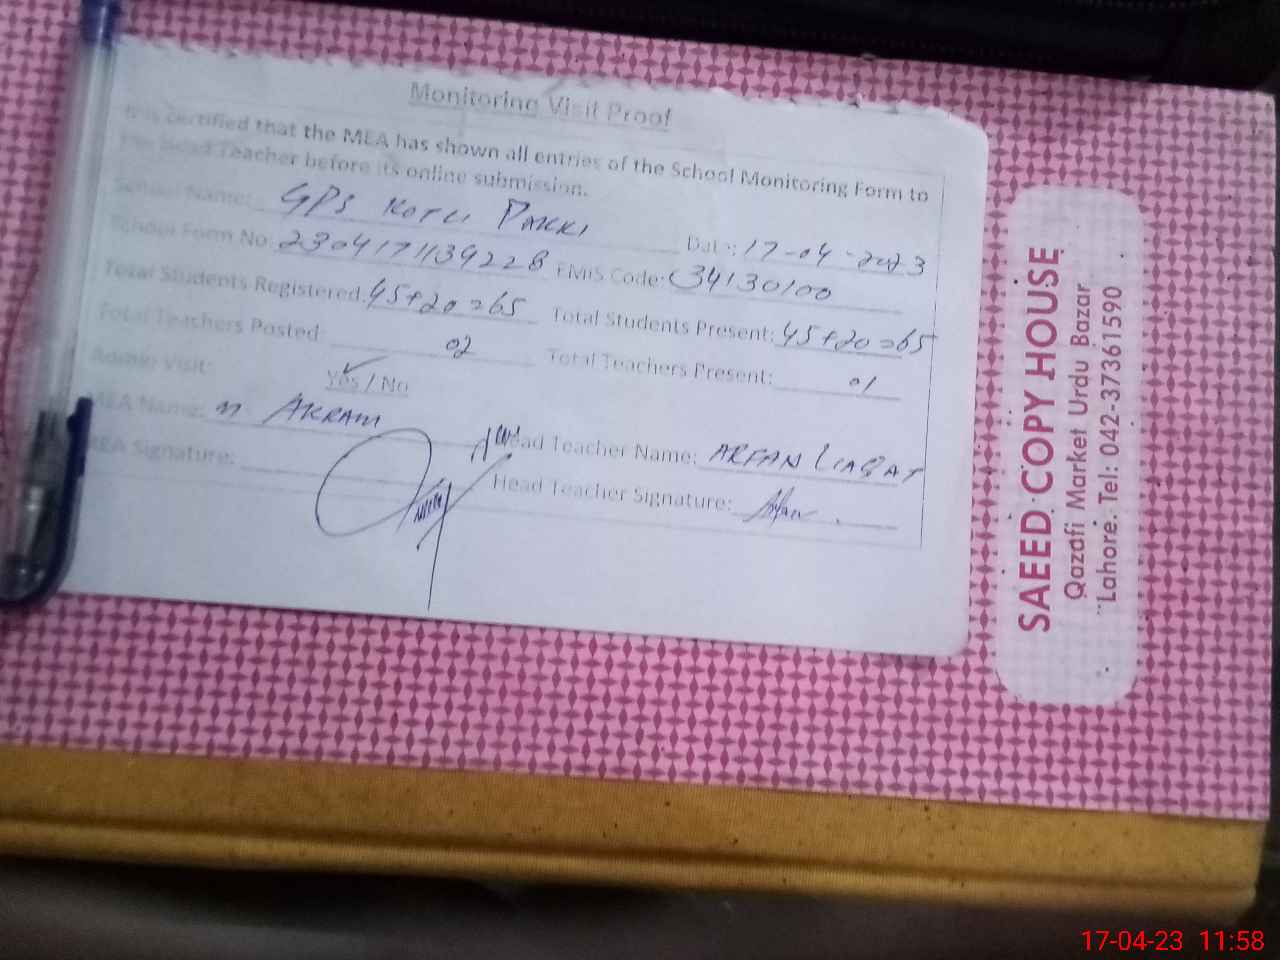 Monitoring Visit Proof
It is certified that the MEA has shown all entries of the School Monitoring Form to
the Head Teacher before its online submission.
School Name: GPS KOTLI PAKKI Date: 17-04-2023
School Form No: 2304171139228 EMIS Code: 34130100
Total Students Registered: 45+20=65 Total Students Present: 45+20=65
Total Teachers Posted: 02 Total Teachers Present: 01
Admin Visit: Yes / No
MEA Name: M AKRAM Head Teacher Name: ARFAN LIAQAT
MEA Signature: Head Teacher Signature:
SAEED COPY HOUSE
Qazafi Market Urdu Bazar
Lahore. Tel: 042-37361590
17-04-23 11:58